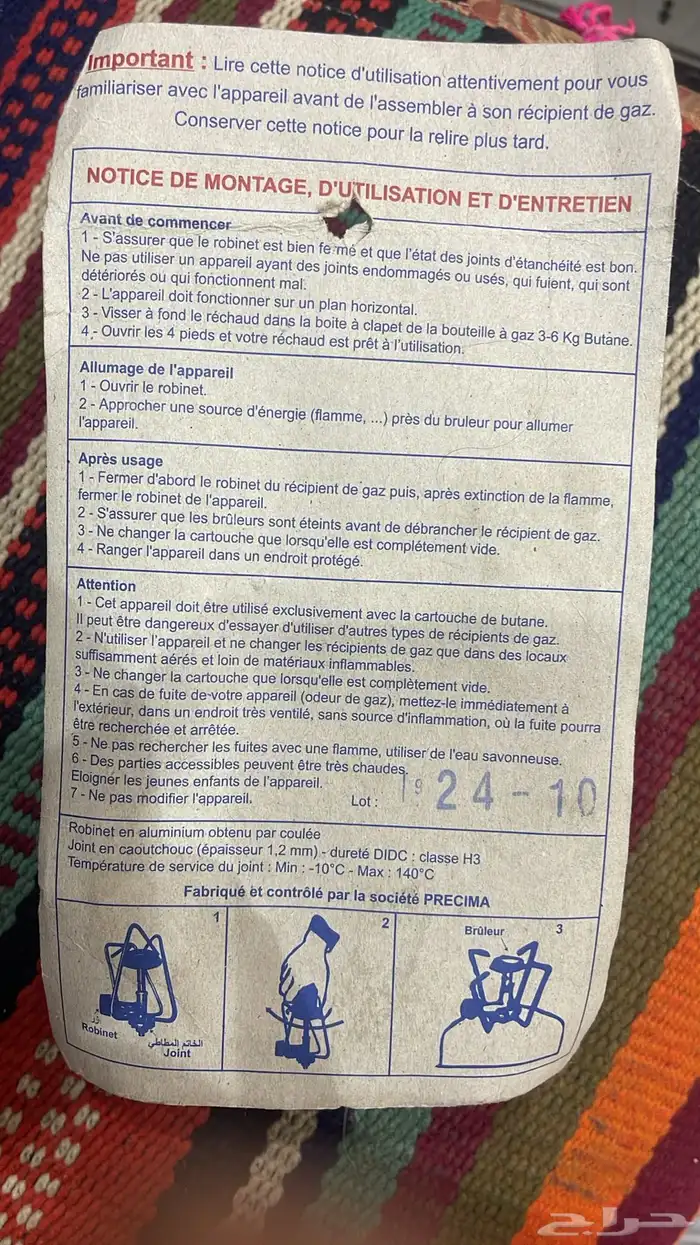 Important : Lire cette notice d'utilisation attentivement pour vous
familiariser avec l'appareil avant de l'assembler à son récipient de gaz.
Conserver cette notice pour la relire plus tard.
NOTICE DE MONTAGE, D'UTILISATION ET D'ENTRETIEN
Avant de commencer
1 - S'assurer que le robinet est bien fermé et que l'état des joints d'étanchéité est bon.
Ne pas utiliser un appareil ayant des joints endommagés ou usés, qui fuient, qui sont
détériorés ou qui fonctionnent mal.
2 - L'appareil doit fonctionner sur un plan horizontal.
3 - Visser à fond le réchaud dans la boite à clapet de la bouteille à gaz 3-6 Kg Butane.
4 - Ouvrir les 4 pieds et votre réchaud est prêt à l'utilisation.
Allumage de l'appareil
1 - Ouvrir le robinet.
2 - Approcher une source d'énergie (flamme, ...) près du bruleur pour allumer
l'appareil.
Après usage
1 - Fermer d'abord le robinet du récipient de gaz puis, après extinction de la flamme,
fermer le robinet de l'appareil.
2 - S'assurer que les brûleurs sont éteints avant de débrancher le récipient de gaz.
3 - Ne changer la cartouche que lorsqu'elle est complétement vide.
4 - Ranger l'appareil dans un endroit protégé.
Attention
1 - Cet appareil doit être utilisé exclusivement avec la cartouche de butane.
Il peut être dangereux d'essayer d'utiliser d'autres types de récipients de gaz.
2 - N'utiliser l'appareil et ne changer les récipients de gaz que dans des locaux
suffisamment aérés et loin de matériaux inflammables.
3 - Ne changer la cartouche que lorsqu'elle est complètement vide.
4 - En cas de fuite de votre appareil (odeur de gaz), mettez-le immédiatement à
l'extérieur, dans un endroit très ventilé, sans source d'inflammation, où la fuite pourra
être recherchée et arrêtée.
5 - Ne pas rechercher les fuites avec une flamme, utiliser de l'eau savonneuse.
6 - Des parties accessibles peuvent être très chaudes.
Eloigner les jeunes enfants de l'appareil.
7 - Ne pas modifier l'appareil.
Lot : 19 24 - 10
Robinet en aluminium obtenu par coulée
Joint en caoutchouc (épaisseur 1,2 mm) - dureté DIDC : classe H3
Température de service du joint : Min : -10°C - Max : 140°C
Fabriqué et contrôlé par la société PRECIMA
1
2
Brûleur
3
Robinet
الخاتم المطاطي
Joint
حراج